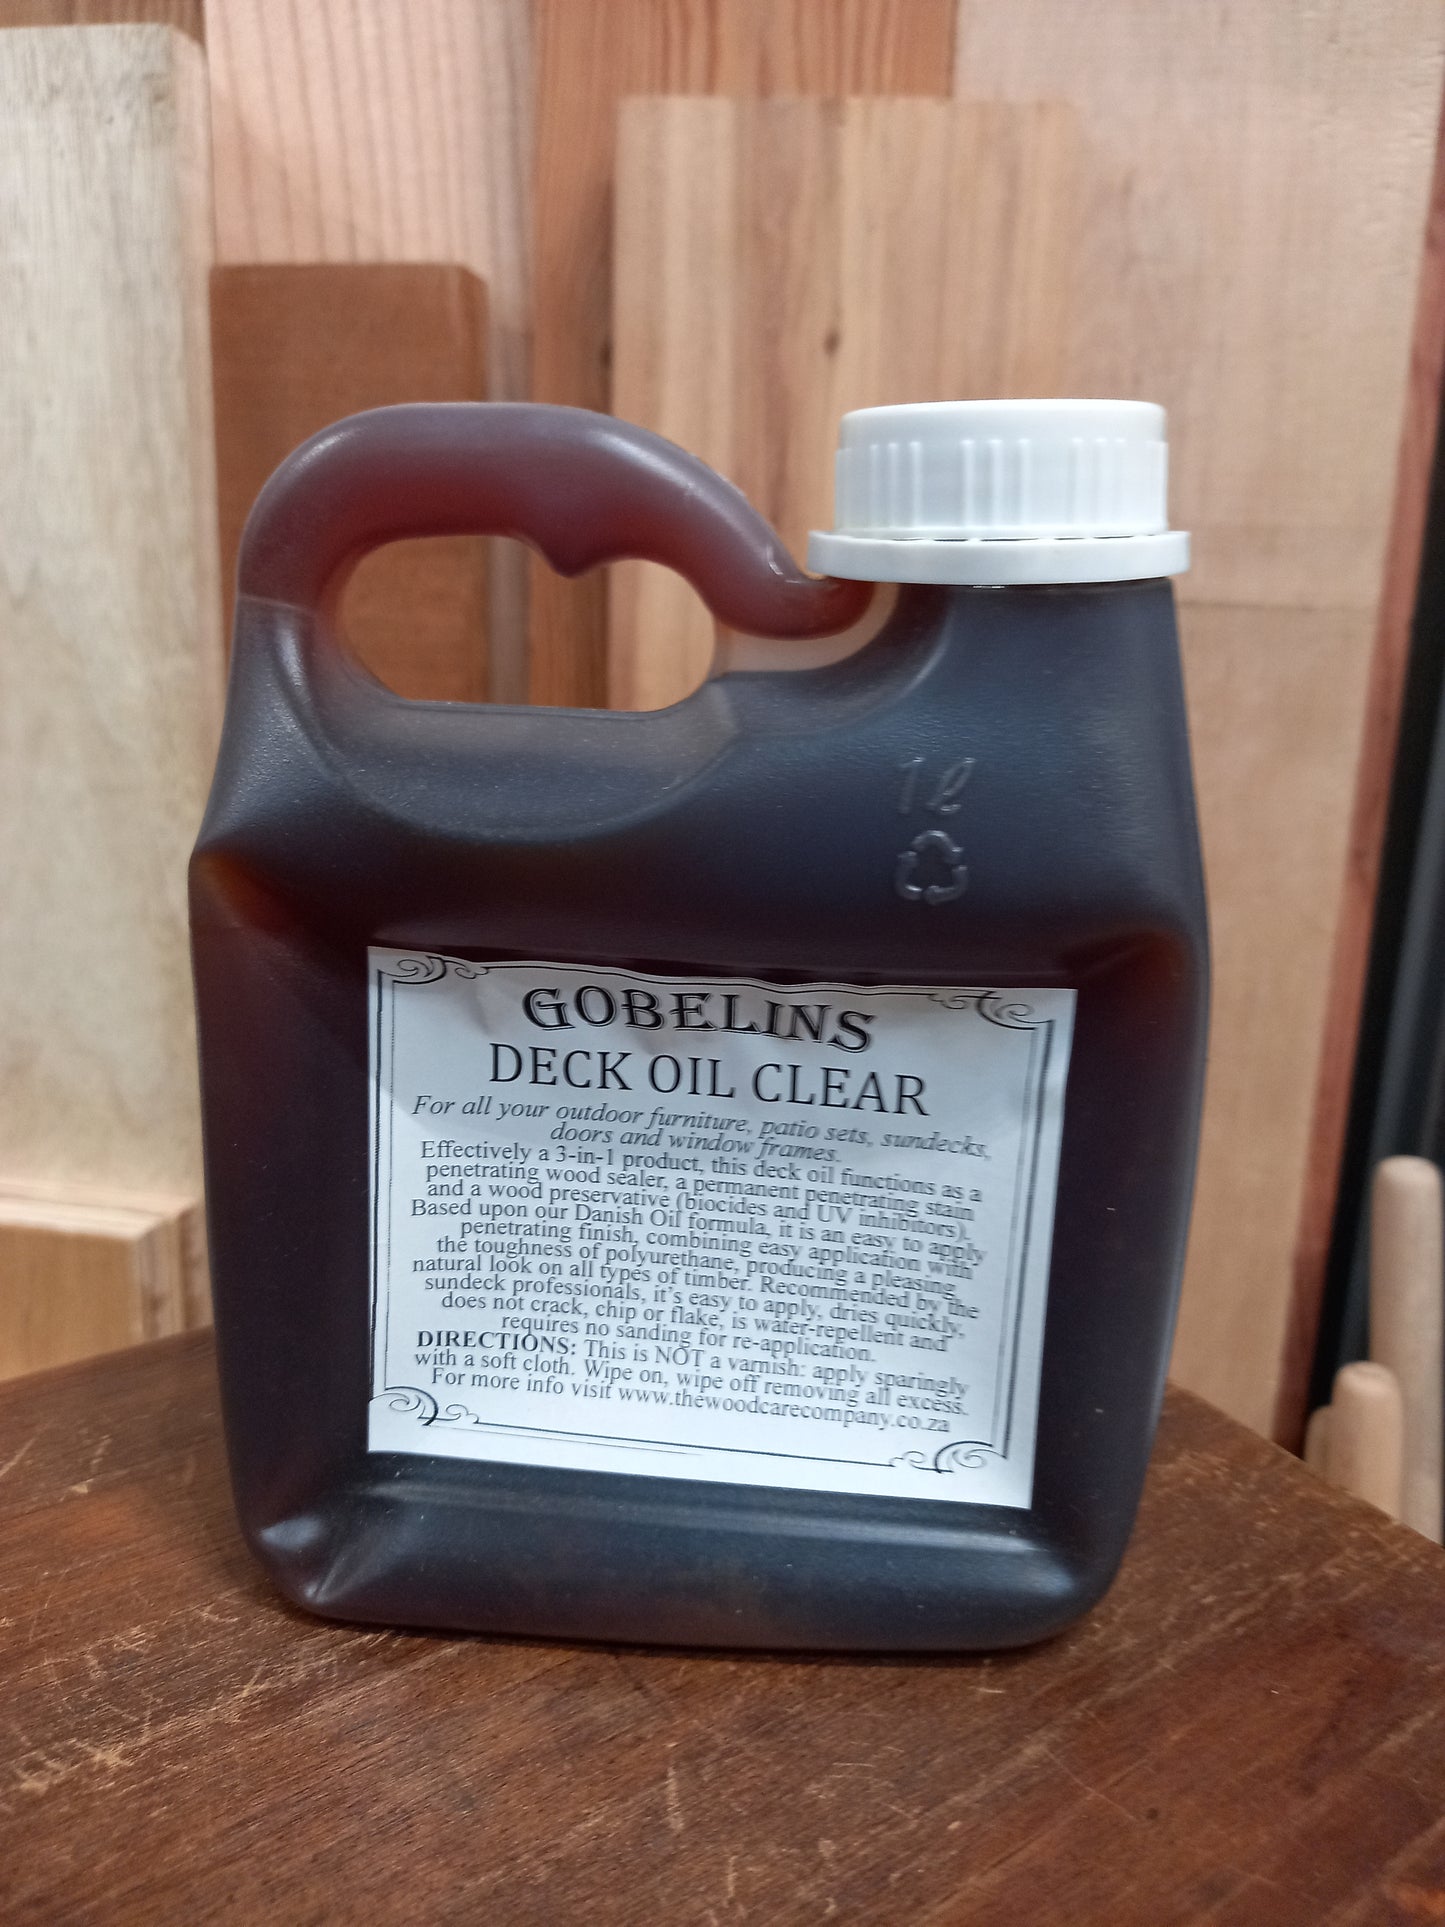 1 l
GOBELINS
DECK OIL CLEAR
For all your outdoor furniture, patio sets, sundecks,
doors and window frames.
Effectively a 3-in-1 product, this deck oil functions as a
penetrating wood sealer, a permanent penetrating stain
and a wood preservative (biocides and UV inhibitors).
Based upon our Danish Oil formula, it is an easy to apply
penetrating finish, combining easy application with
the toughness of polyurethane, producing a pleasing,
natural look on all types of timber. Recommended by the
sundeck professionals, it's easy to apply, dries quickly,
does not crack, chip or flake, is water-repellent and
requires no sanding for re-application.
DIRECTIONS: This is NOT a varnish: apply sparingly
with a soft cloth. Wipe on, wipe off removing all excess.
For more info visit www.thewoodcarecompany.co.za